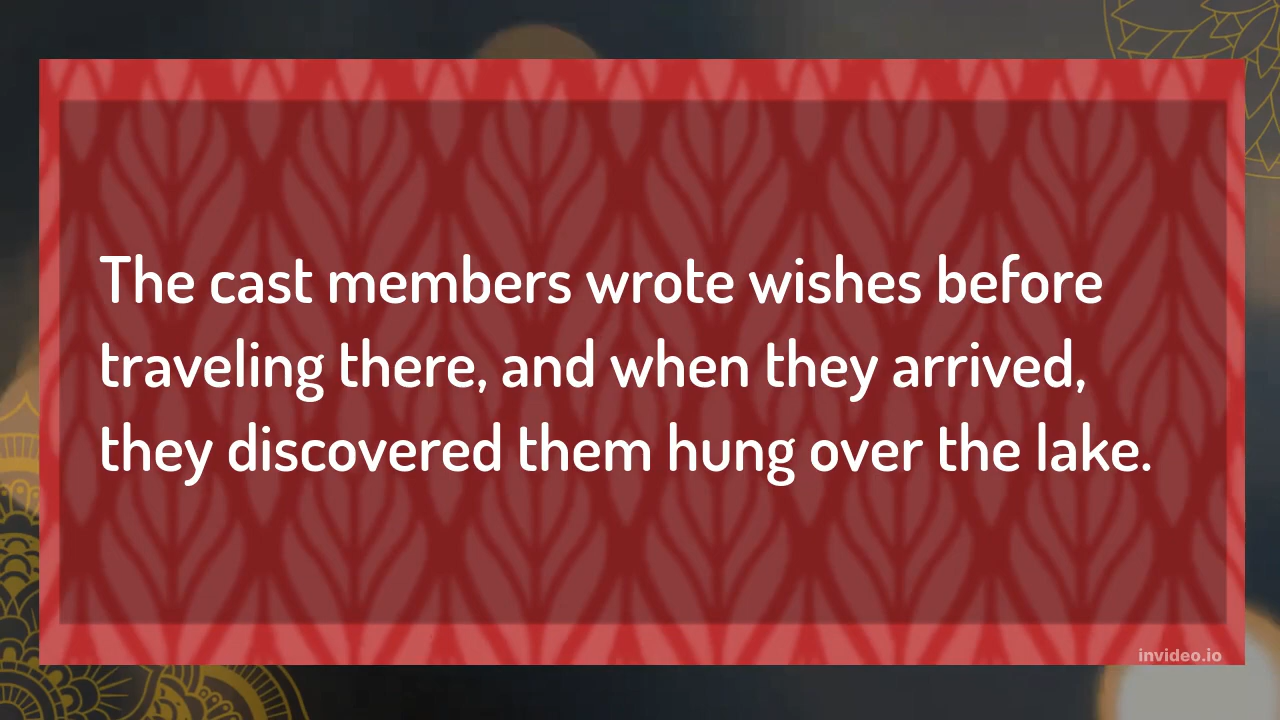 The cast members wrote wishes before
traveling there, and when they arrived,
they discovered them hung over the lake.
invideo.io